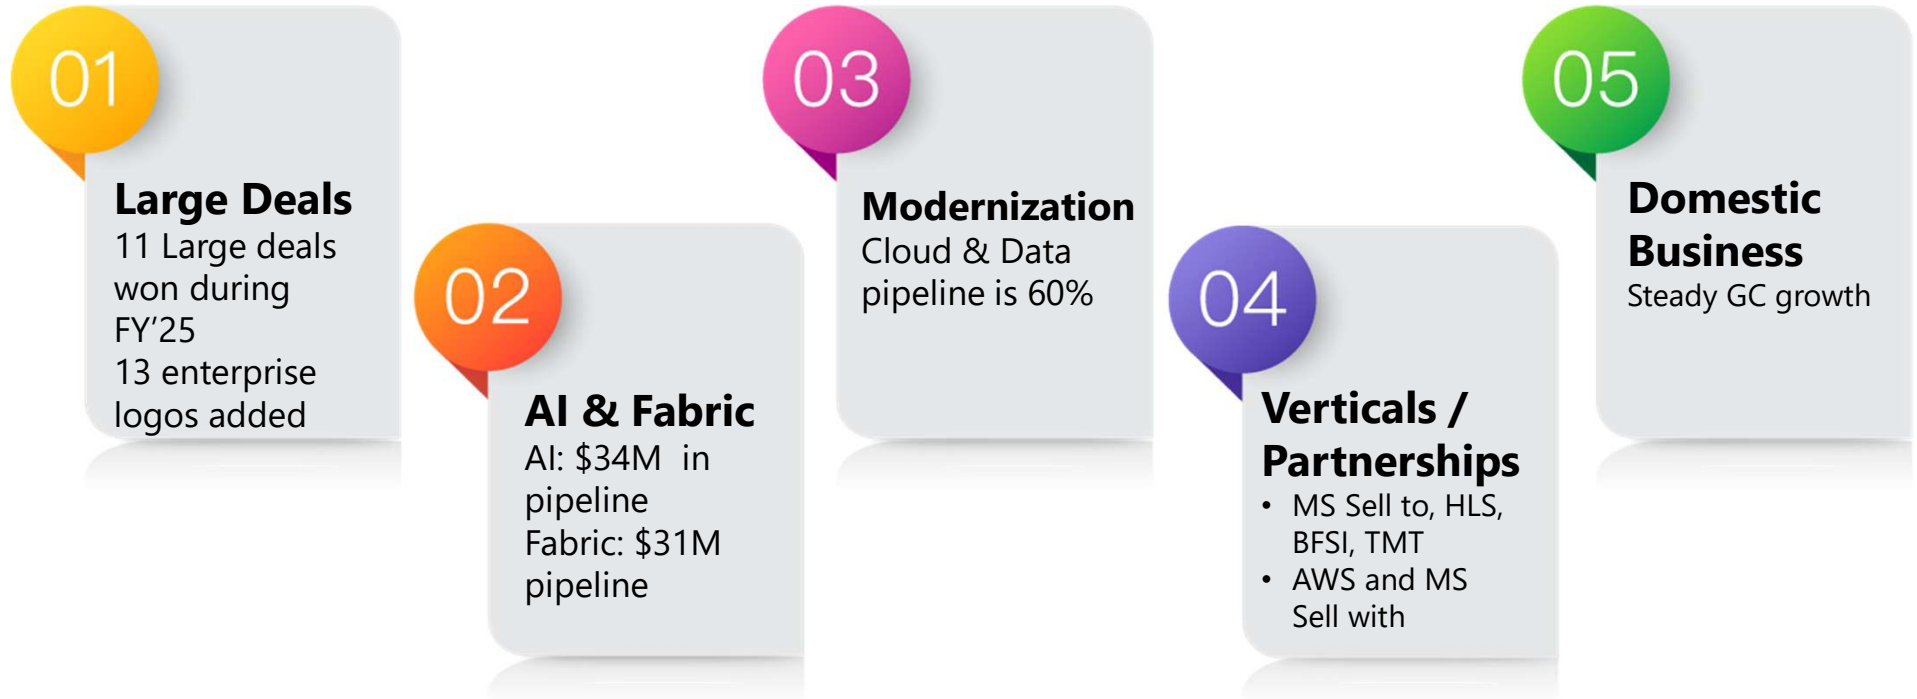 01
Large Deals
11 Large deals
won during
FY’25
13 enterprise
logos added
02
AI & Fabric
AI: $34M in
pipeline
Fabric: $31M
pipeline
03
Modernization
Cloud & Data
pipeline is 60%
04
Verticals /
Partnerships
• MS Sell to, HLS,
BFSI, TMT
• AWS and MS
Sell with
05
Domestic
Business
Steady GC growth